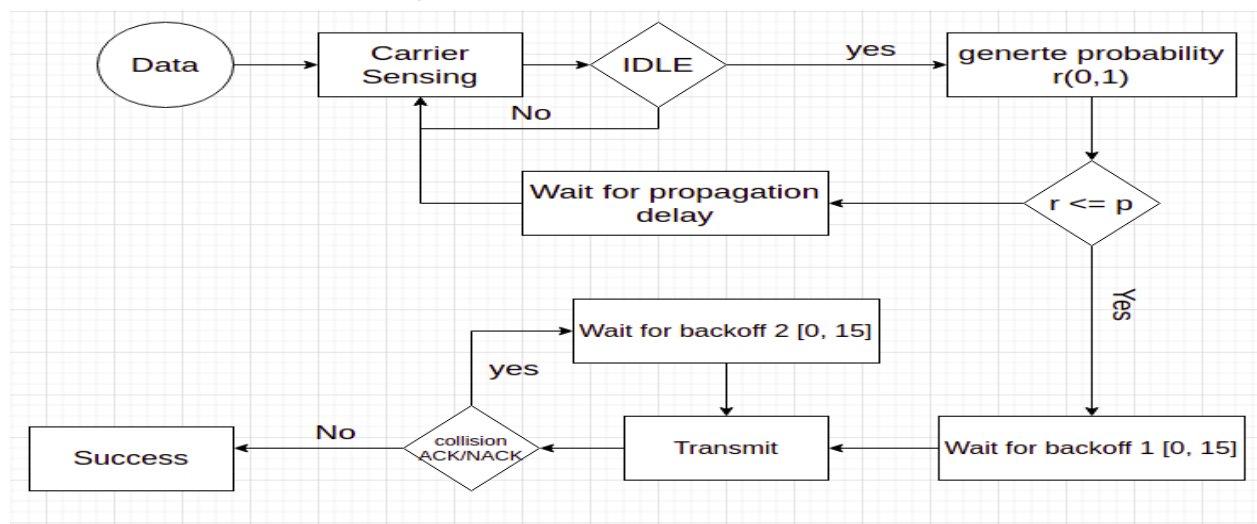 Data
Carrier
Sensing
IDLE
yes
generte probability
r(0,1)
No
Wait for propagation
delay
r <= p
Yes
Wait for backoff 2 [0, 15]
yes
Success
No
collision
ACK/NACK
Transmit
Wait for backoff 1 [0, 15]